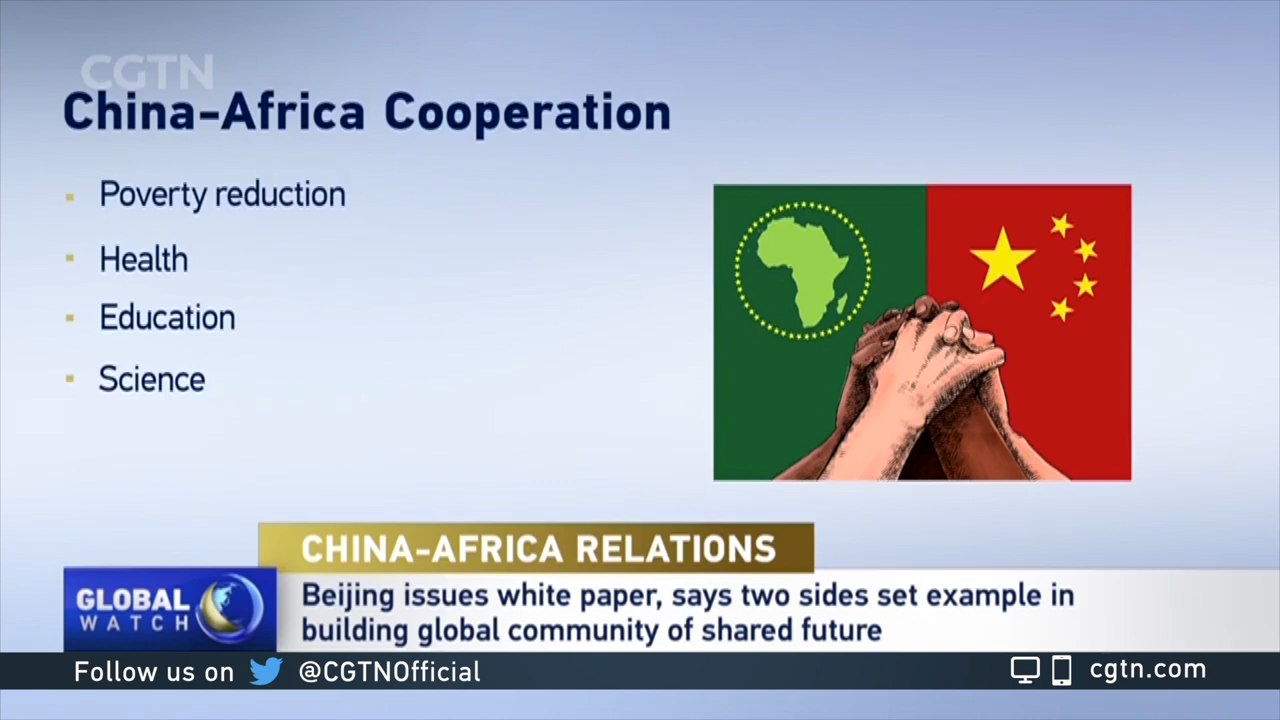 CGTN
China-Africa Cooperation
Poverty reduction
Health
Education
Science
CHINA-AFRICA RELATIONS
GLOBAL
WATCH
Beijing issues white paper, says two sides set example in
building global community of shared future
Follow us on @CGTNOfficial
cgtn.com